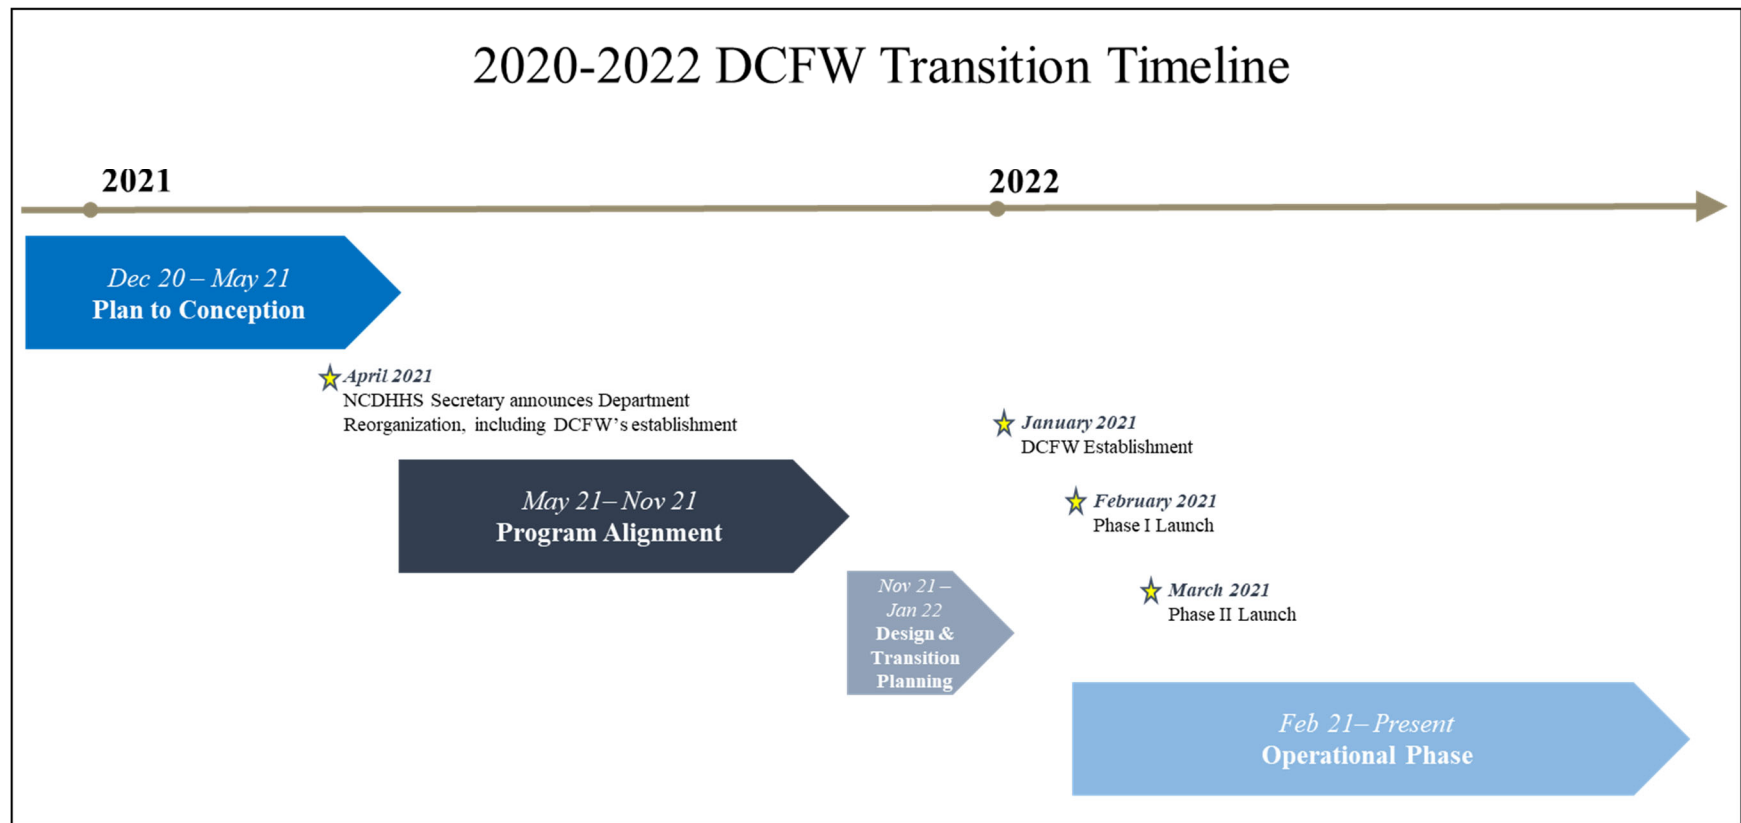 2020-2022 DCFW Transition Timeline
2021
2022
Dec 20 – May 21
Plan to Conception
April 2021
NCDHHS Secretary announces Department
Reorganization, including DCFW's establishment
January 2021
DCFW Establishment
May 21– Nov 21
Program Alignment
February 2021
Phase I Launch
Nov 21 –
Jan 22
Design &
Transition
Planning
March 2021
Phase II Launch
Feb 21– Present
Operational Phase